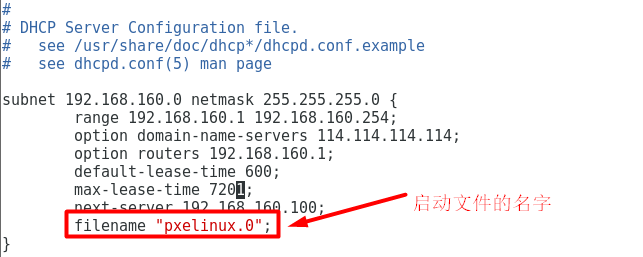 #
# DHCP Server Configuration file.
#   see /usr/share/doc/dhcp*/dhcpd.conf.example
#   see dhcpd.conf(5) man page
subnet 192.168.160.0 netmask 255.255.255.0 {
        range 192.168.160.1 192.168.160.254;
        option domain-name-servers 114.114.114.114;
        option routers 192.168.160.1;
        default-lease-time 600;
        max-lease-time 7201;
        next-server 192.168.160.100;
        filename "pxelinux.0"; 启动文件的名字
}